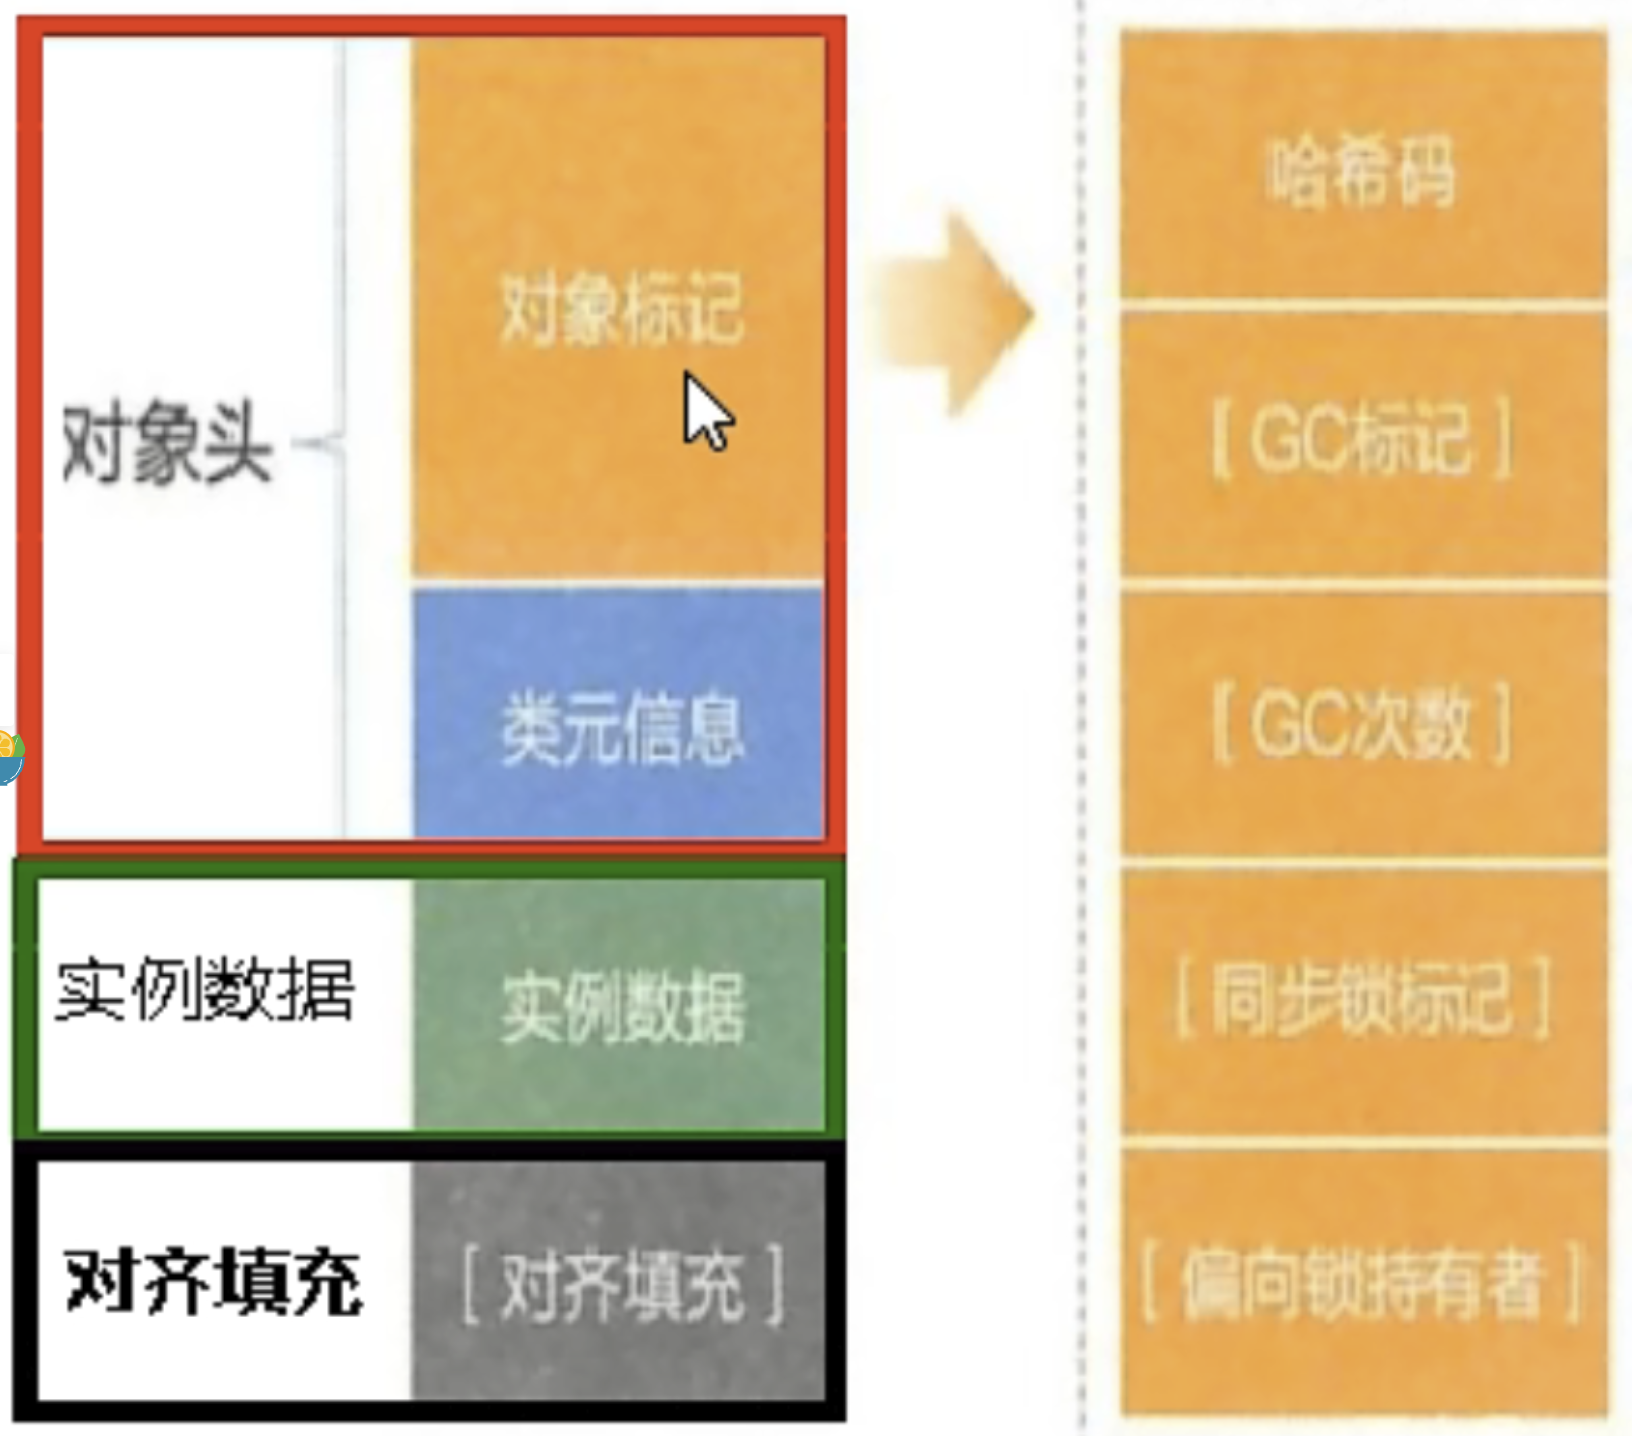 对象头
对象标记
类元信息
实例数据
实例数据
对齐填充
[ 对齐填充 ]
哈希码
[ GC标记 ]
[ GC次数 ]
[ 同步锁标记 ]
[ 偏向锁持有者 ]